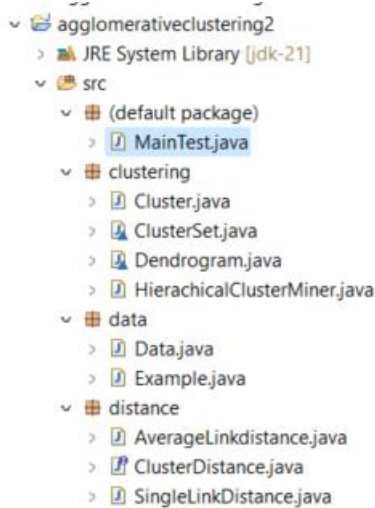 agglomerativeclustering2
JRE System Library [jdk-21]
src
(default package)
MainTest.java
clustering
Cluster.java
ClusterSet.java
Dendrogram.java
HierachicalClusterMiner.java
data
Data.java
Example.java
distance
AverageLinkdistance.java
ClusterDistance.java
SingleLinkDistance.java